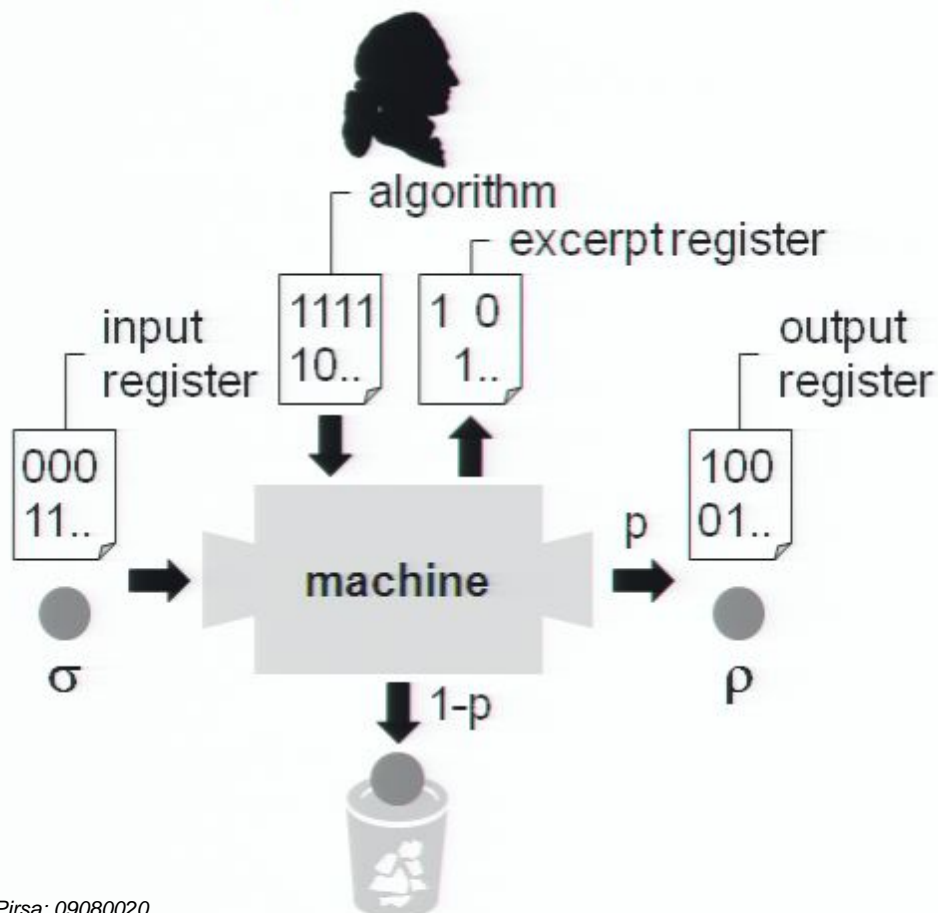 algorithm
excerpt register
1111
10..
1 0
1..
input
register
output
register
000
11..
100
01..
machine
p
σ
ρ
1-p
Pirsa: 09080020